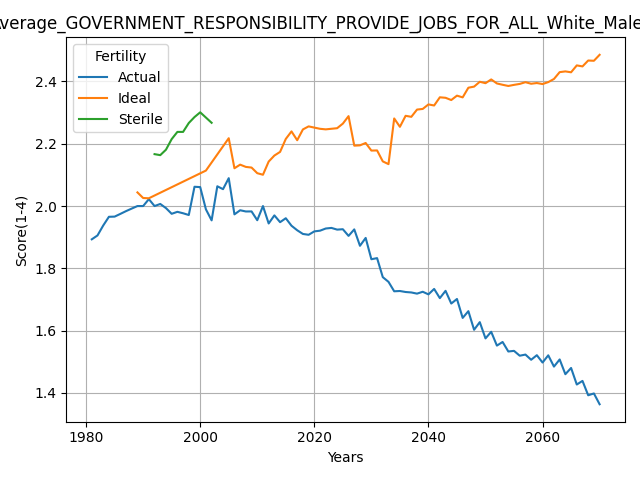 verage_GOVERNMENT_RESPONSIBILITY_PROVIDE_JOBS_FOR_ALL_White_Male
Fertility
Actual
Ideal
Sterile
Score(1-4)
2.4
2.2
2.0
1.8
1.6
1.4
1980
2000
2020
2040
2060
Years